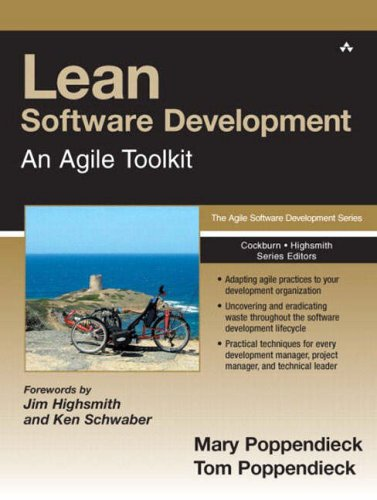 Lean
Software Development
An Agile Toolkit
The Agile Software Development Series
Cockburn • Highsmith
Series Editors
• Adapting agile practices to your
development organization
• Uncovering and eradicating
waste throughout the software
development lifecycle
• Practical techniques for every
development manager, project
manager, and technical leader
Forewords by
Jim Highsmith
and Ken Schwaber
Mary Poppendieck
Tom Poppendieck